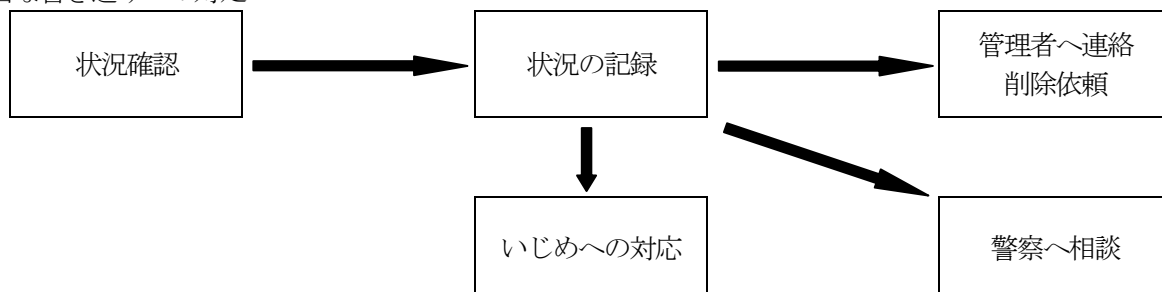 状況確認
状況の記録
管理者へ連絡
削除依頼
いじめへの対応
警察へ相談